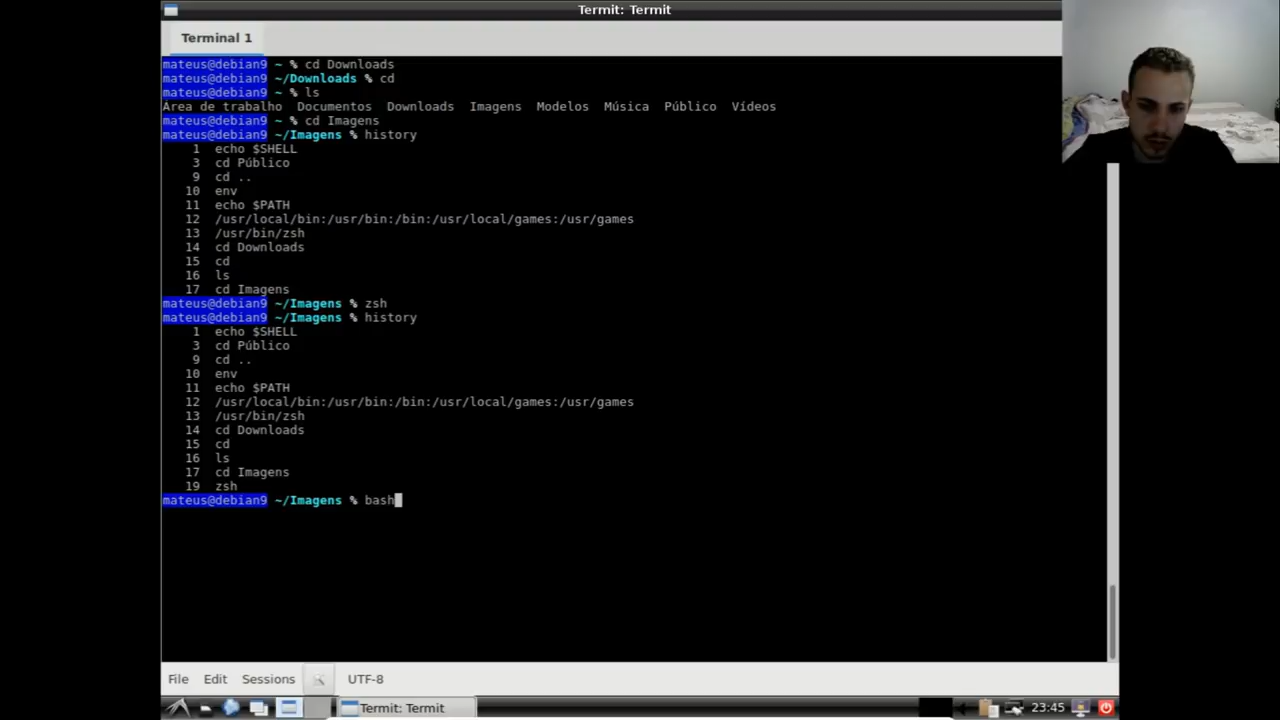 Termit: Termit
Terminal 1
mateus@debian9 ~ % cd Downloads
mateus@debian9 ~/Downloads % cd
mateus@debian9 ~ % ls
Área de trabalho  Documentos  Downloads  Imagens  Modelos  Música  Público  Vídeos
mateus@debian9 ~ % cd Imagens
mateus@debian9 ~/Imagens % history
1  echo $SHELL
3  cd Público
9  cd ..
10  env
11  echo $PATH
12  /usr/local/bin:/usr/bin:/bin:/usr/local/games:/usr/games
13  /usr/bin/zsh
14  cd Downloads
15  cd
16  ls
17  cd Imagens
mateus@debian9 ~/Imagens % zsh
mateus@debian9 ~/Imagens % history
1  echo $SHELL
3  cd Público
9  cd ..
10  env
11  echo $PATH
12  /usr/local/bin:/usr/bin:/bin:/usr/local/games:/usr/games
13  /usr/bin/zsh
14  cd Downloads
15  cd
16  ls
17  cd Imagens
19  zsh
mateus@debian9 ~/Imagens % bash
File  Edit  Sessions  UTF-8
Termit: Termit  23:45